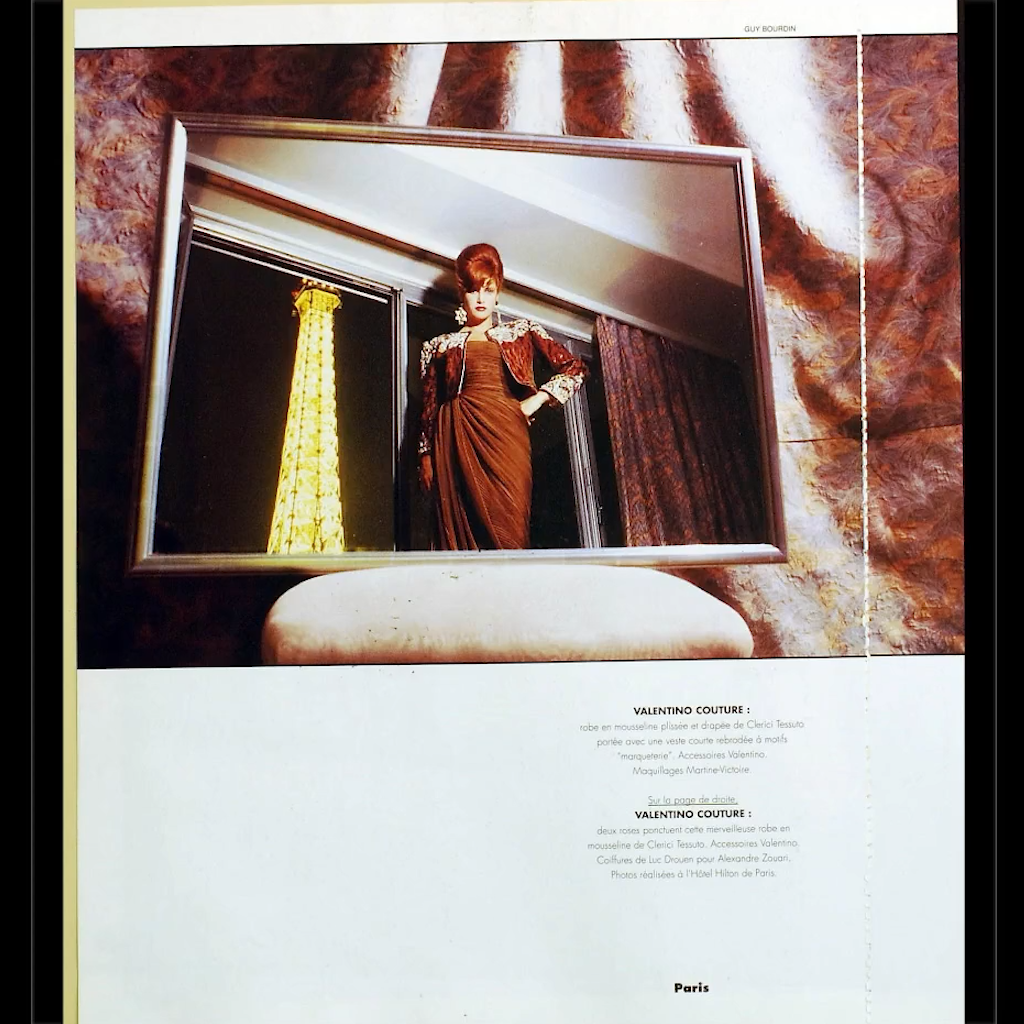 GUY BOURDIN
VALENTINO COUTURE :
robe en mousseline plissée et drapée de Clerici Tessuto
portée avec une veste courte rebrodée à motifs
"marqueterie". Accessoires Valentino.
Maquillages Martine-Victoire.
Sur la page de droite,
VALENTINO COUTURE :
deux roses ponctuent cette merveilleuse robe en
mousseline de Clerici Tessuto. Accessoires Valentino.
Coiffures de Luc Drouen pour Alexandre Zouari.
Photos réalisées à l'Hôtel Hilton de Paris.
Paris